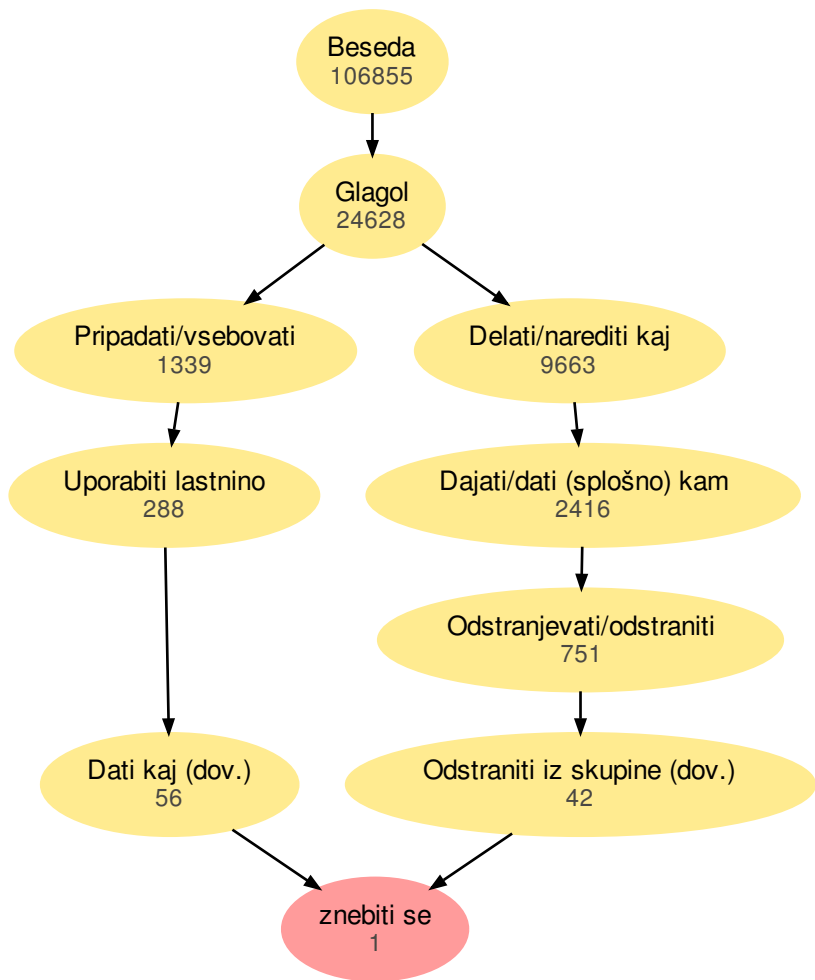 Beseda
106855
Glagol
24628
Pripadati/vsebovati
1339
Delati/narediti kaj
9663
Uporabiti lastnino
288
Dajati/dati (splošno) kam
2416
Odstranjevati/odstraniti
751
Dati kaj (dov.)
56
Odstraniti iz skupine (dov.)
42
znebiti se
1